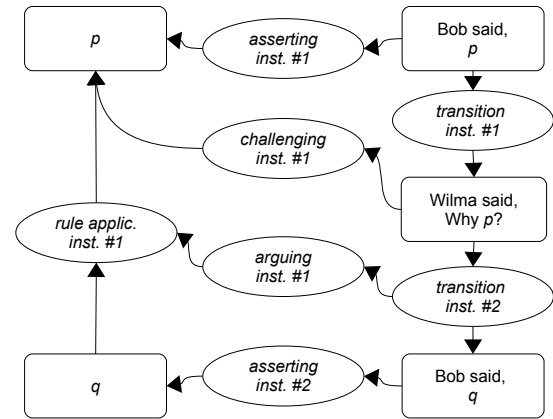 p
asserting
inst. #1
Bob said,
p
transition
inst. #1
challenging
inst. #1
Wilma said,
Why p?
rule applic.
inst. #1
arguing
inst. #1
transition
inst. #2
q
asserting
inst. #2
Bob said,
q